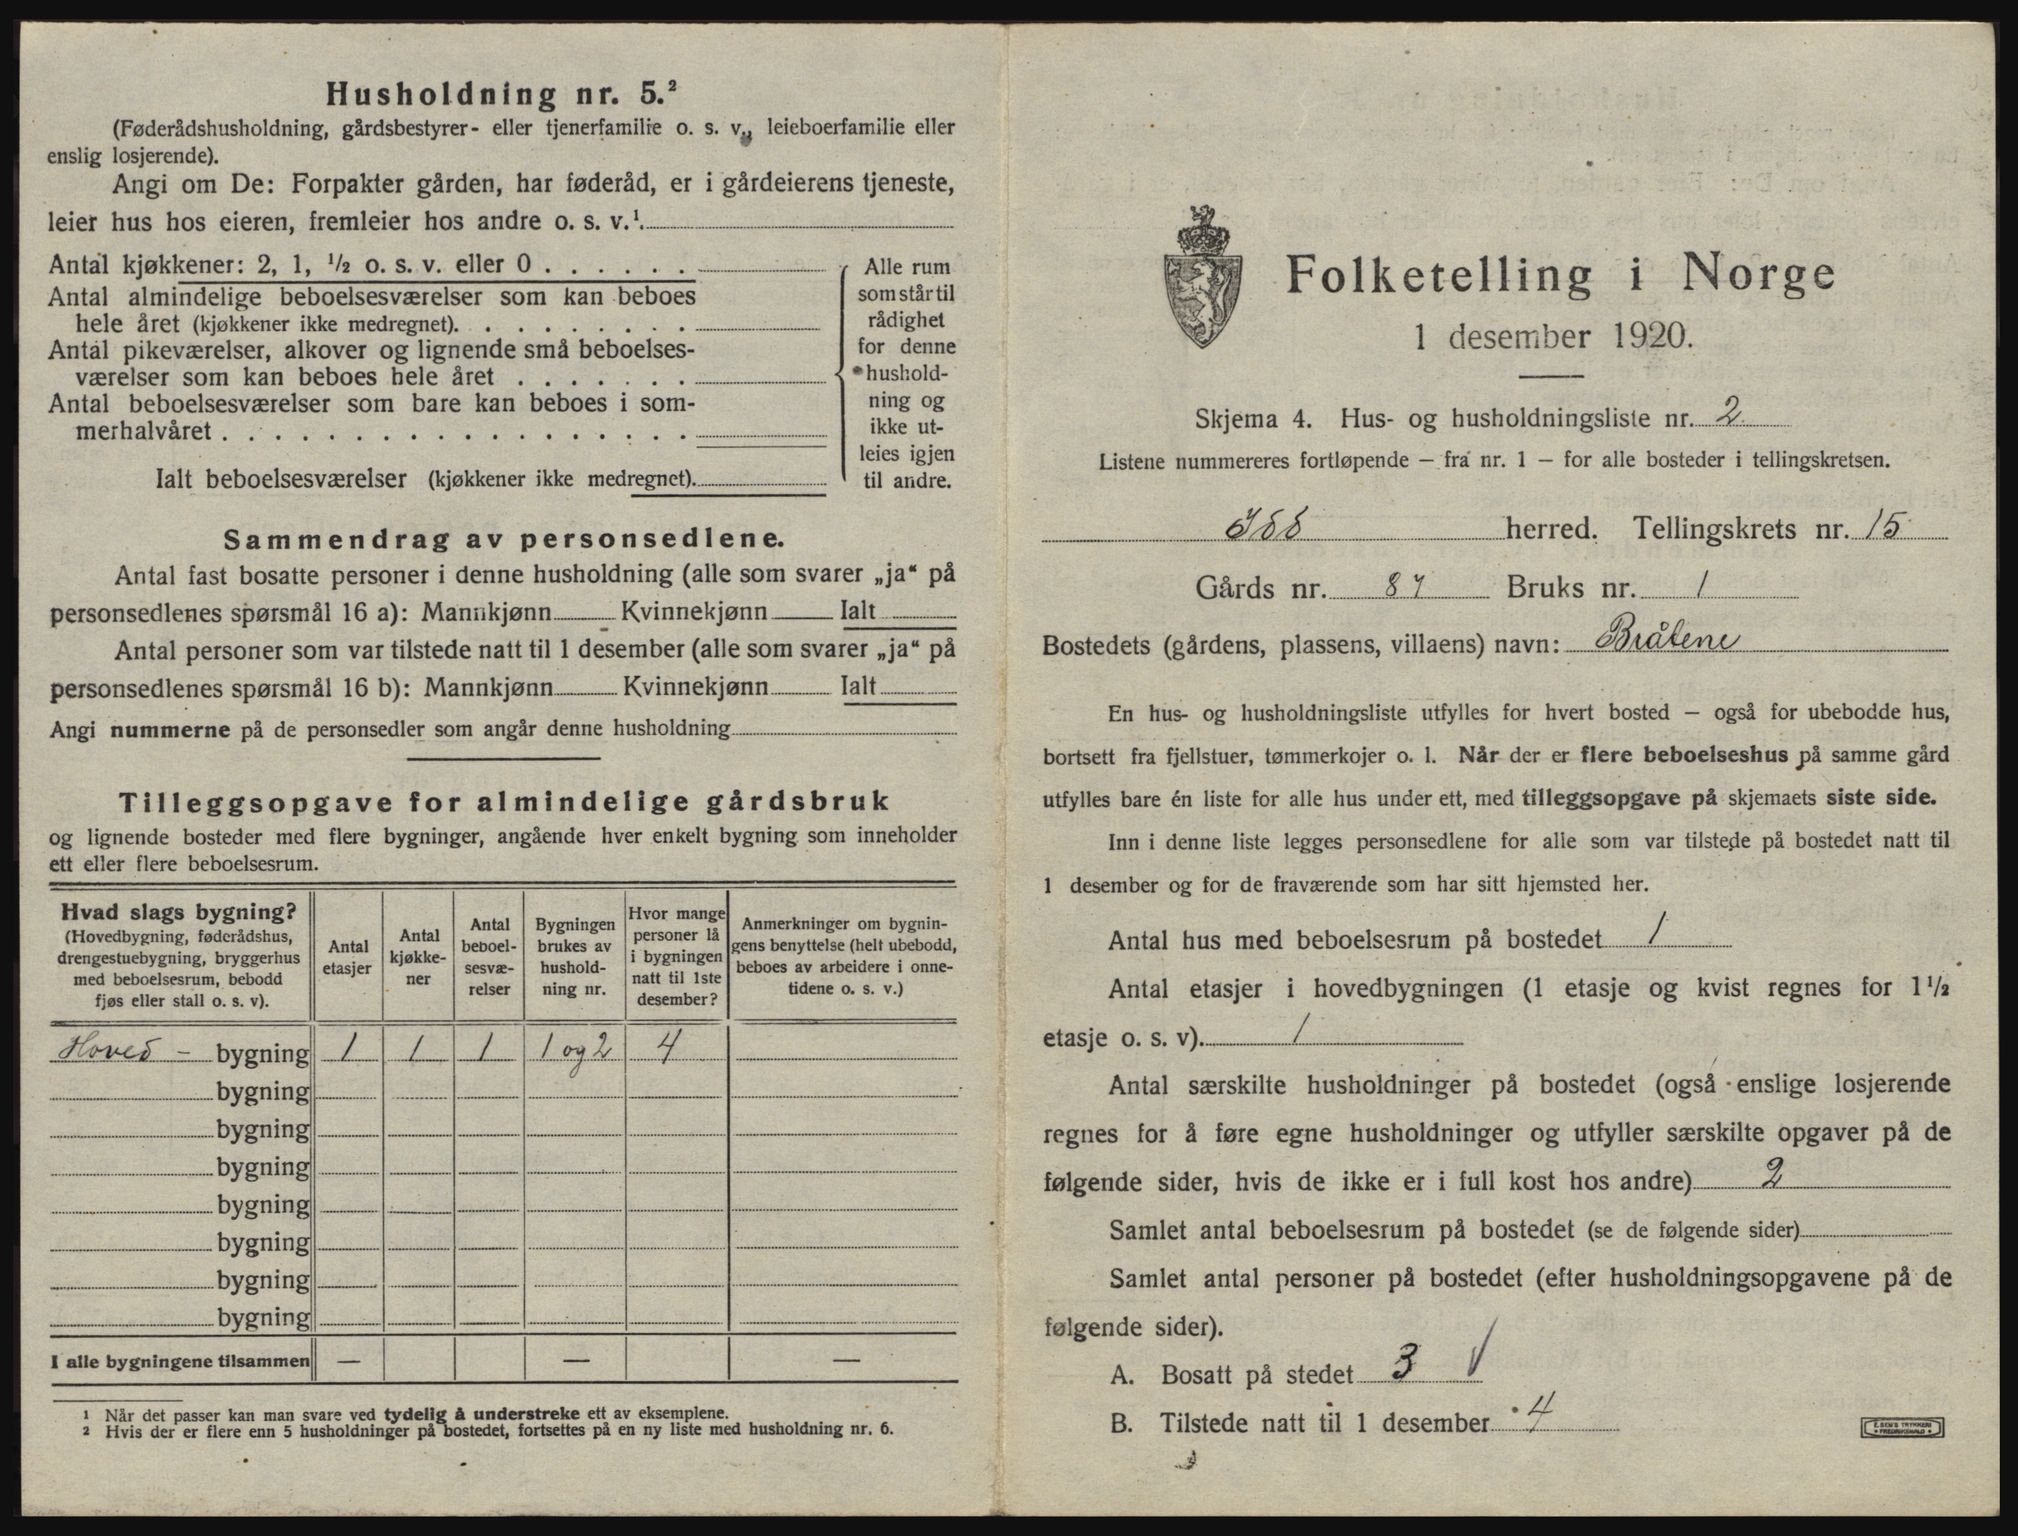 Husholdning nr. 5.²
(Føderådshusholdning, gårdsbestyrer- eller tjenerfamilie o. s. v., leieboerfamilie eller
enslig losjerende).
Angi om De: Forpakter gården, har føderåd, er i gårdeierens tjeneste,
leier hus hos eieren, fremleier hos andre o. s. v.¹.
Antal kjøkkener: 2, 1, ½ o. s. v. eller 0 . . . . . .
Antal almindelige beboelsesværelser som kan beboes
hele året (kjøkkener ikke medregnet). . . . . . . . .
Antal pikeværelser, alkover og lignende små beboelses-
værelser som kan beboes hele året . . . . . . .
Antal beboelsesværelser som bare kan beboes i som-
merhalvåret . . . . . . . . . . . . . . . . . .
Ialt beboelsesværelser (kjøkkener ikke medregnet).
Alle rum
som står til
rådighet
for denne
hushold-
ning og
ikke ut-
leies igjen
til andre.
Sammendrag av personsedlene.
Antal fast bosatte personer i denne husholdning (alle som svarer „ja“ på
personsedlenes spørsmål 16 a): Mannkjønn Kvinnekjønn Ialt
Antal personer som var tilstede natt til 1 desember (alle som svarer „ja“ på
personsedlenes spørsmål 16 b): Mannkjønn Kvinnekjønn Ialt
Angi nummerne på de personsedler som angår denne husholdning
Tilleggsopgave for almindelige gårdsbruk
og lignende bosteder med flere bygninger, angående hver enkelt bygning som inneholder
ett eller flere beboelsesrum.
Hvad slags bygning?
(Hovedbygning, føderådshus,
drengestuebygning, bryggerhus
med beboelsesrum, bebodd
fjøs eller stall o. s. v).
Antal
etasjer
Antal
kjøkke-
ner
Antal
beboel-
sesvæ-
relser
Bygningen
brukes av
hushold-
ning nr.
Hvor mange
personer lå
i bygningen
natt til 1ste
desember?
Anmerkninger om bygnin-
gens benyttelse (helt ubebodd,
beboes av arbeidere i onne-
tidene o. s. v.)
Hoved - bygning 1 1 1 1 og 2 4
bygning
bygning
bygning
bygning
bygning
bygning
bygning
I alle bygningene tilsammen — — —
¹ Når det passer kan man svare ved tydelig å understreke ett av eksemplene.
² Hvis der er flere enn 5 husholdninger på bostedet, fortsettes på en ny liste med husholdning nr. 6.
Folketelling i Norge
1 desember 1920.
Skjema 4. Hus- og husholdningsliste nr. 2
Listene nummereres fortløpende – fra nr. 1 – for alle bosteder i tellingskretsen.
Idd herred. Tellingskrets nr. 15
Gårds nr. 87 Bruks nr. 1
Bostedets (gårdens, plassens, villaens) navn: Bråtene
En hus- og husholdningsliste utfylles for hvert bosted – også for ubebodde hus,
bortsett fra fjellstuer, tømmerkojer o. l. Når der er flere beboelseshus på samme gård
utfylles bare én liste for alle hus under ett, med tilleggsopgave på skjemaets siste side.
Inn i denne liste legges personsedlene for alle som var tilstede på bostedet natt til
1 desember og for de fraværende som har sitt hjemsted her.
Antal hus med beboelsesrum på bostedet 1
Antal etasjer i hovedbygningen (1 etasje og kvist regnes for 1½
etasje o. s. v). 1
Antal særskilte husholdninger på bostedet (også enslige losjerende
regnes for å føre egne husholdninger og utfyller særskilte opgaver på de
følgende sider, hvis de ikke er i full kost hos andre) 2
Samlet antal beboelsesrum på bostedet (se de følgende sider)
Samlet antal personer på bostedet (efter husholdningsopgavene på de
følgende sider).
A. Bosatt på stedet 3 √
B. Tilstede natt til 1 desember 4
E. SEM'S TRYKKERI
FREDRIKSHALD